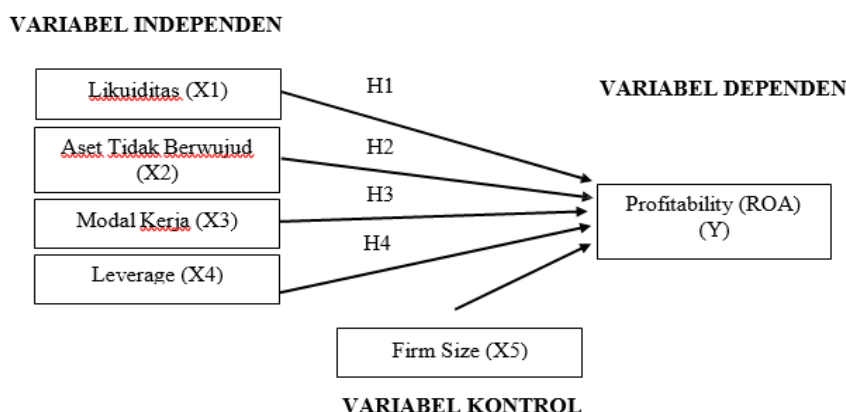 VARIABEL INDEPENDEN
Likuiditas (X1)
H1
VARIABEL DEPENDEN
Aset Tidak Berwujud
(X2)
H2
H3
Modal Kerja (X3)
Profitability (ROA)
(Y)
H4
Leverage (X4)
Firm Size (X5)
VARIABEL KONTROL